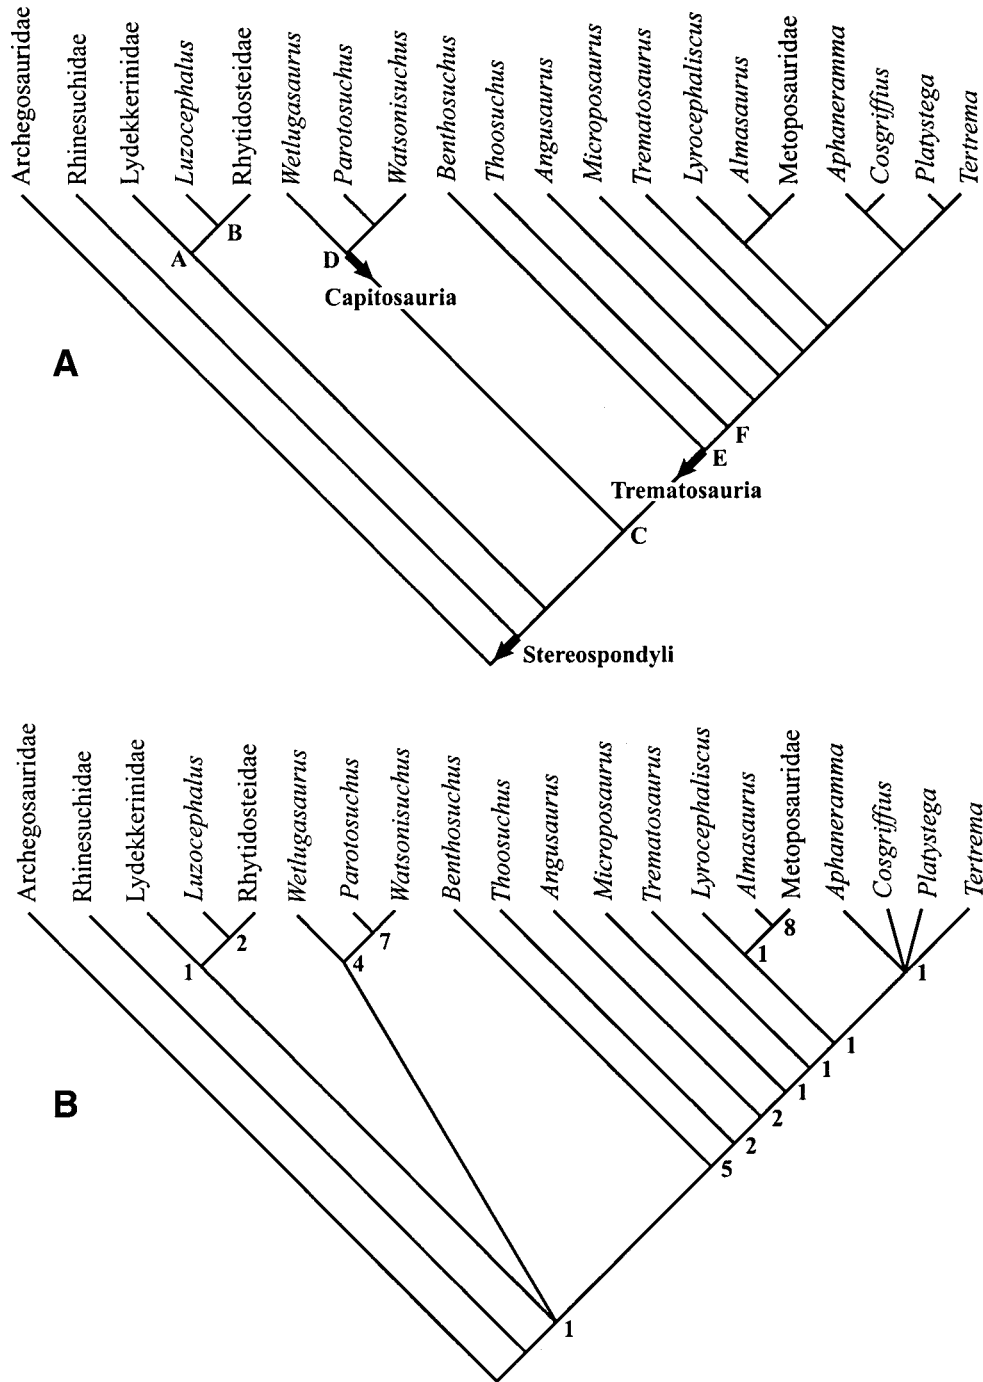 Archegosauridae
Rhinesuchidae
Lydekkerinidae
Luzocephalus
Rhytidosteidae
Wetlugasaurus
Parotosuchus
Watsonisuchus
Benthosuchus
Thoosuchus
Angusaurus
Microposaurus
Trematosaurus
Lyrocephaliscus
Almasaurus
Metoposauridae
Aphaneramma
Cosgriffius
Platystega
Tertrema
B
A
D
Capitosauria
A
F
E
Trematosauria
C
Stereospondyli
Archegosauridae
Rhinesuchidae
Lydekkerinidae
Luzocephalus
Rhytidosteidae
Wetlugasaurus
Parotosuchus
Watsonisuchus
Benthosuchus
Thoosuchus
Angusaurus
Microposaurus
Trematosaurus
Lyrocephaliscus
Almasaurus
Metoposauridae
Aphaneramma
Cosgriffius
Platystega
Tertrema
8
7
2
1
4
1
1
1
1
1
B
2
2
5
1